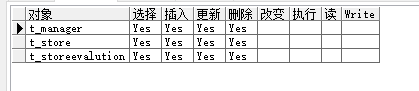 对象 选择 插入 更新 删除 改变 执行 读 Write
t_manager Yes Yes Yes Yes
t_store Yes Yes Yes Yes
t_storeevalution Yes Yes Yes Yes